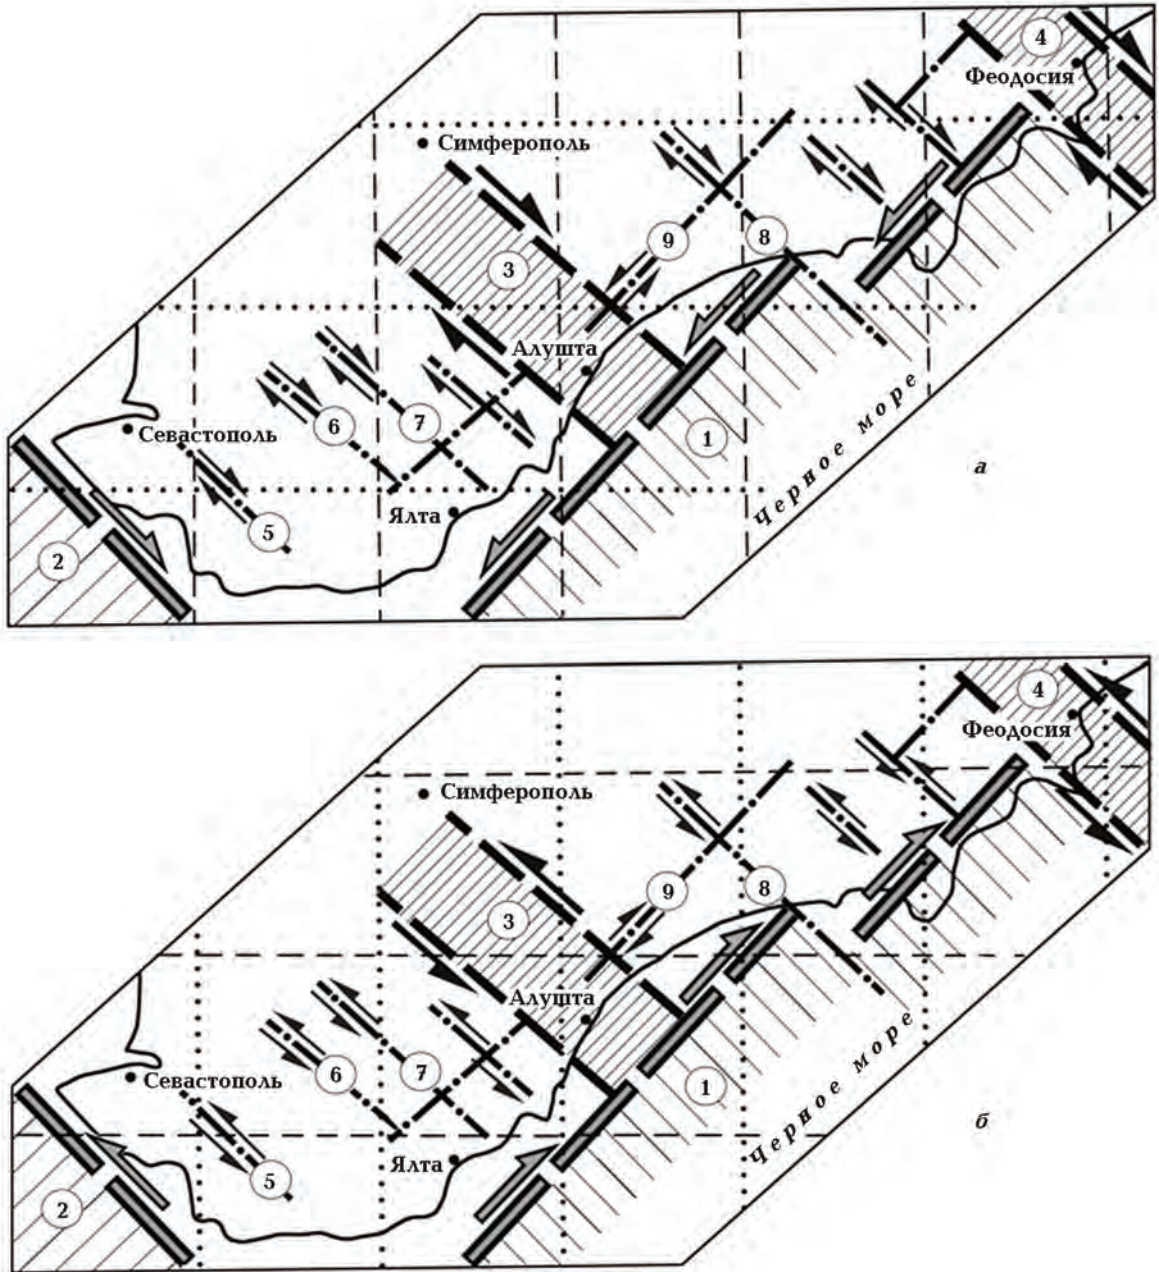 4
Феодосия
Симферополь
9
8
3
Алушта
6
7
1
Севастополь
Черное море
а
Ялта
5
2
4
Феодосия
Симферополь
9
8
3
Алушта
6
7
1
Севастополь
Черное море
б
Ялта
5
2